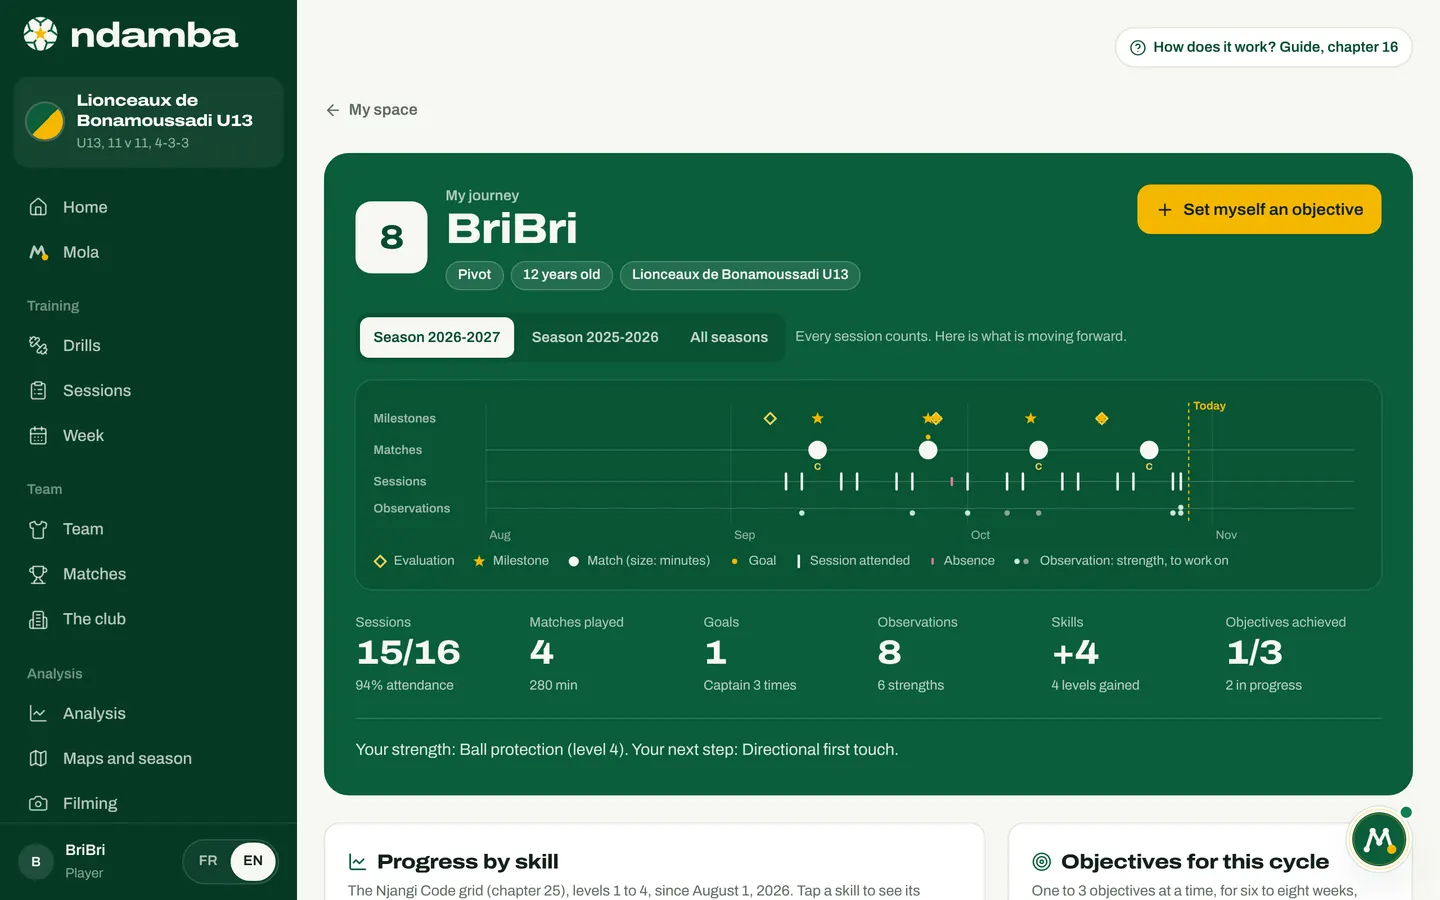 ndamba
Lionceaux de
Bonamoussadi U13
U13, 11 v 11, 4-3-3
Home
Mola
Training
Drills
Sessions
Week
Team
Team
Matches
The club
Analysis
Analysis
Maps and season
Filming
B
BriBri
Player
FR
EN
How does it work? Guide, chapter 16
My space
8
My journey
BriBri
Pivot
12 years old
Lionceaux de Bonamoussadi U13
Set myself an objective
Season 2026-2027
Season 2025-2026
All seasons
Every session counts. Here is what is moving forward.
Milestones
Matches
Sessions
Observations
Today
C
C
C
Aug
Sep
Oct
Nov
Evaluation
Milestone
Match (size: minutes)
Goal
Session attended
Absence
Observation: strength, to work on
Sessions
15/16
94% attendance
Matches played
4
280 min
Goals
1
Captain 3 times
Observations
8
6 strengths
Skills
+4
4 levels gained
Objectives achieved
1/3
2 in progress
Your strength: Ball protection (level 4). Your next step: Directional first touch.
Progress by skill
The Njangi Code grid (chapter 25), levels 1 to 4, since August 1, 2026. Tap a skill to see its
Objectives for this cycle
One to 3 objectives at a time, for six to eight weeks,